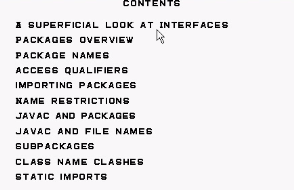 CONTENTS
A SUPERFICIAL LOOK AT INTERFACES
PACKAGES OVERVIEW
PACKAGE NAMES
ACCESS QUALIFIERS
IMPORTING PACKAGES
NAME RESTRICTIONS
JAVAC AND PACKAGES
JAVAC AND FILE NAMES
SUBPACKAGES
CLASS NAME CLASHES
STATIC IMPORTS